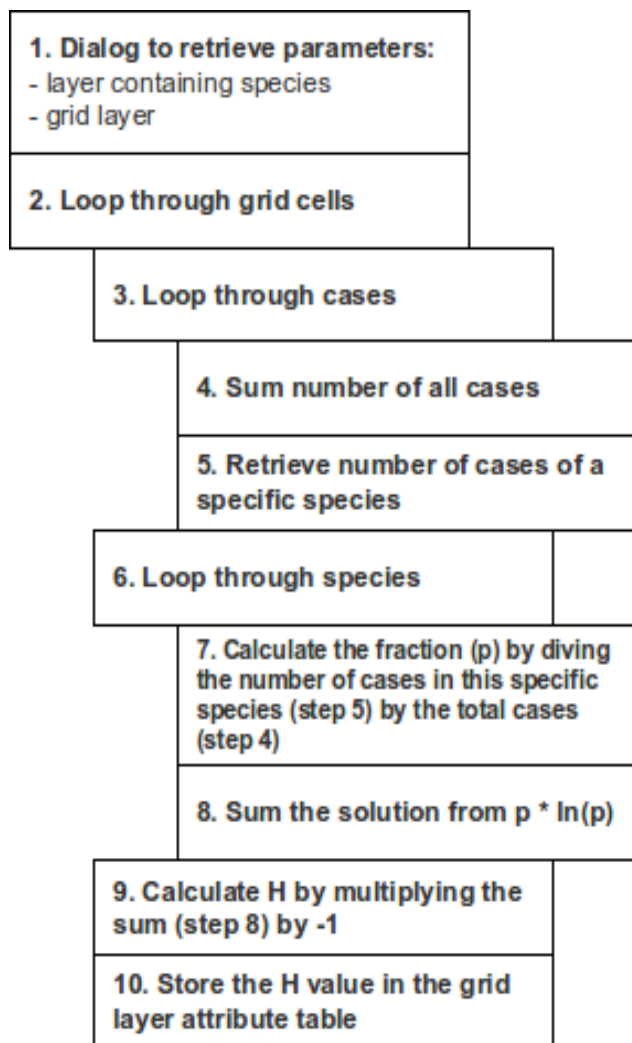 1. Dialog to retrieve parameters:
- layer containing species
- grid layer
2. Loop through grid cells
3. Loop through cases
4. Sum number of all cases
5. Retrieve number of cases of a
specific species
6. Loop through species
7. Calculate the fraction (p) by diving
the number of cases in this specific
species (step 5) by the total cases
(step 4)
8. Sum the solution from p * ln(p)
9. Calculate H by multiplying the
sum (step 8) by -1
10. Store the H value in the grid
layer attribute table